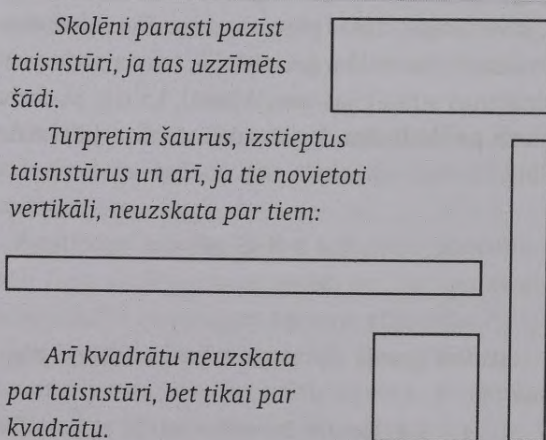 Skolēni parasti pazīst
taisnstūri, ja tas uzzīmēts
šādi.
Turpretim šaurus, izstieptus
taisnstūrus un arī, ja tie novietoti
vertikāli, neuzskata par tiem:
Arī kvadrātu neuzskata
par taisnstūri, bet tikai par
kvadrātu.